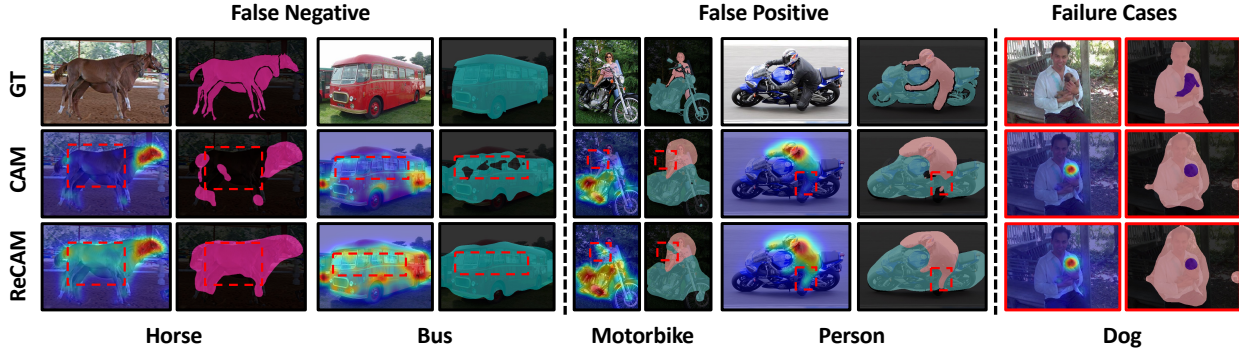 False Negative False Positive Failure Cases
GT
CAM
ReCAM
Horse Bus Motorbike Person Dog